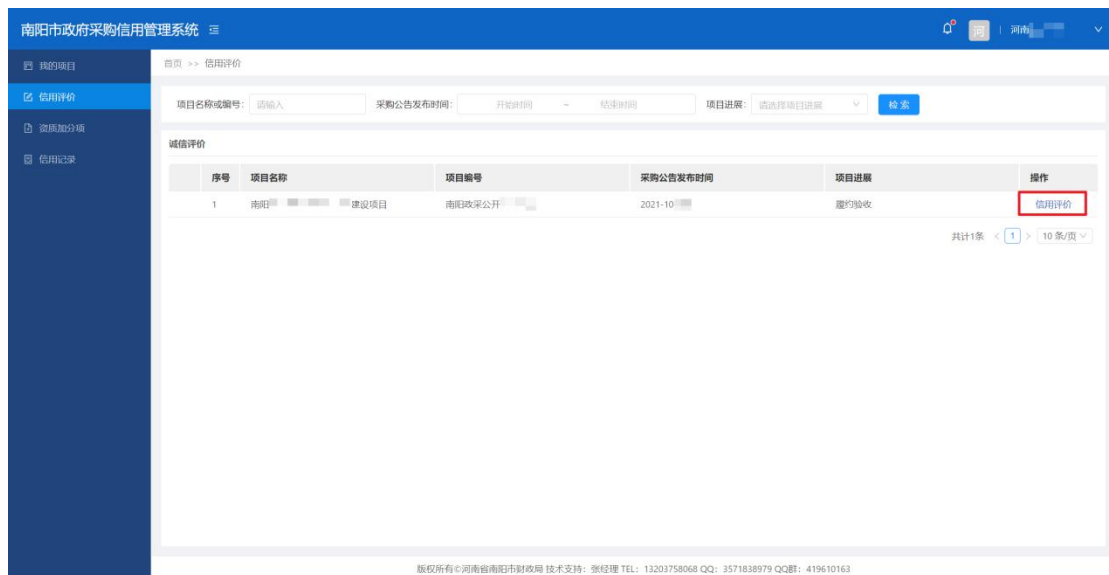 南阳市政府采购信用管理系统
河 | 河南
我的项目
信用评价
资质加分项
信用记录
首页 >> 信用评价
项目名称或编号： 请输入 采购公告发布时间： 开始时间 ~ 结束时间 项目进展： 请选择项目进展 检索
诚信评价
序号 项目名称 项目编号 采购公告发布时间 项目进展 操作
1 南阳 建设项目 南阳政采公开 2021-10 履约验收 信用评价
共计1条 < 1 > 10 条/页
版权所有©河南省南阳市财政局 技术支持：张经理 TEL：13203758068 QQ：3571838979 QQ群：419610163